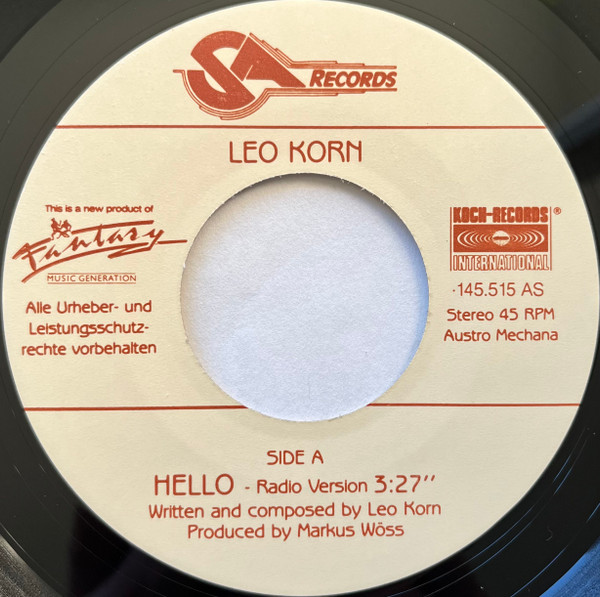 SA RECORDS
LEO KORN
This is a new product of
Fantasy
MUSIC GENERATION
Alle Urheber- und
Leistungsschutz-
rechte vorbehalten
KOCH-RECORDS®
INTERNATIONAL
145.515 AS
Stereo 45 RPM
Austro Mechana
SIDE A
HELLO - Radio Version 3:27''
Written and composed by Leo Korn
Produced by Markus Wöss